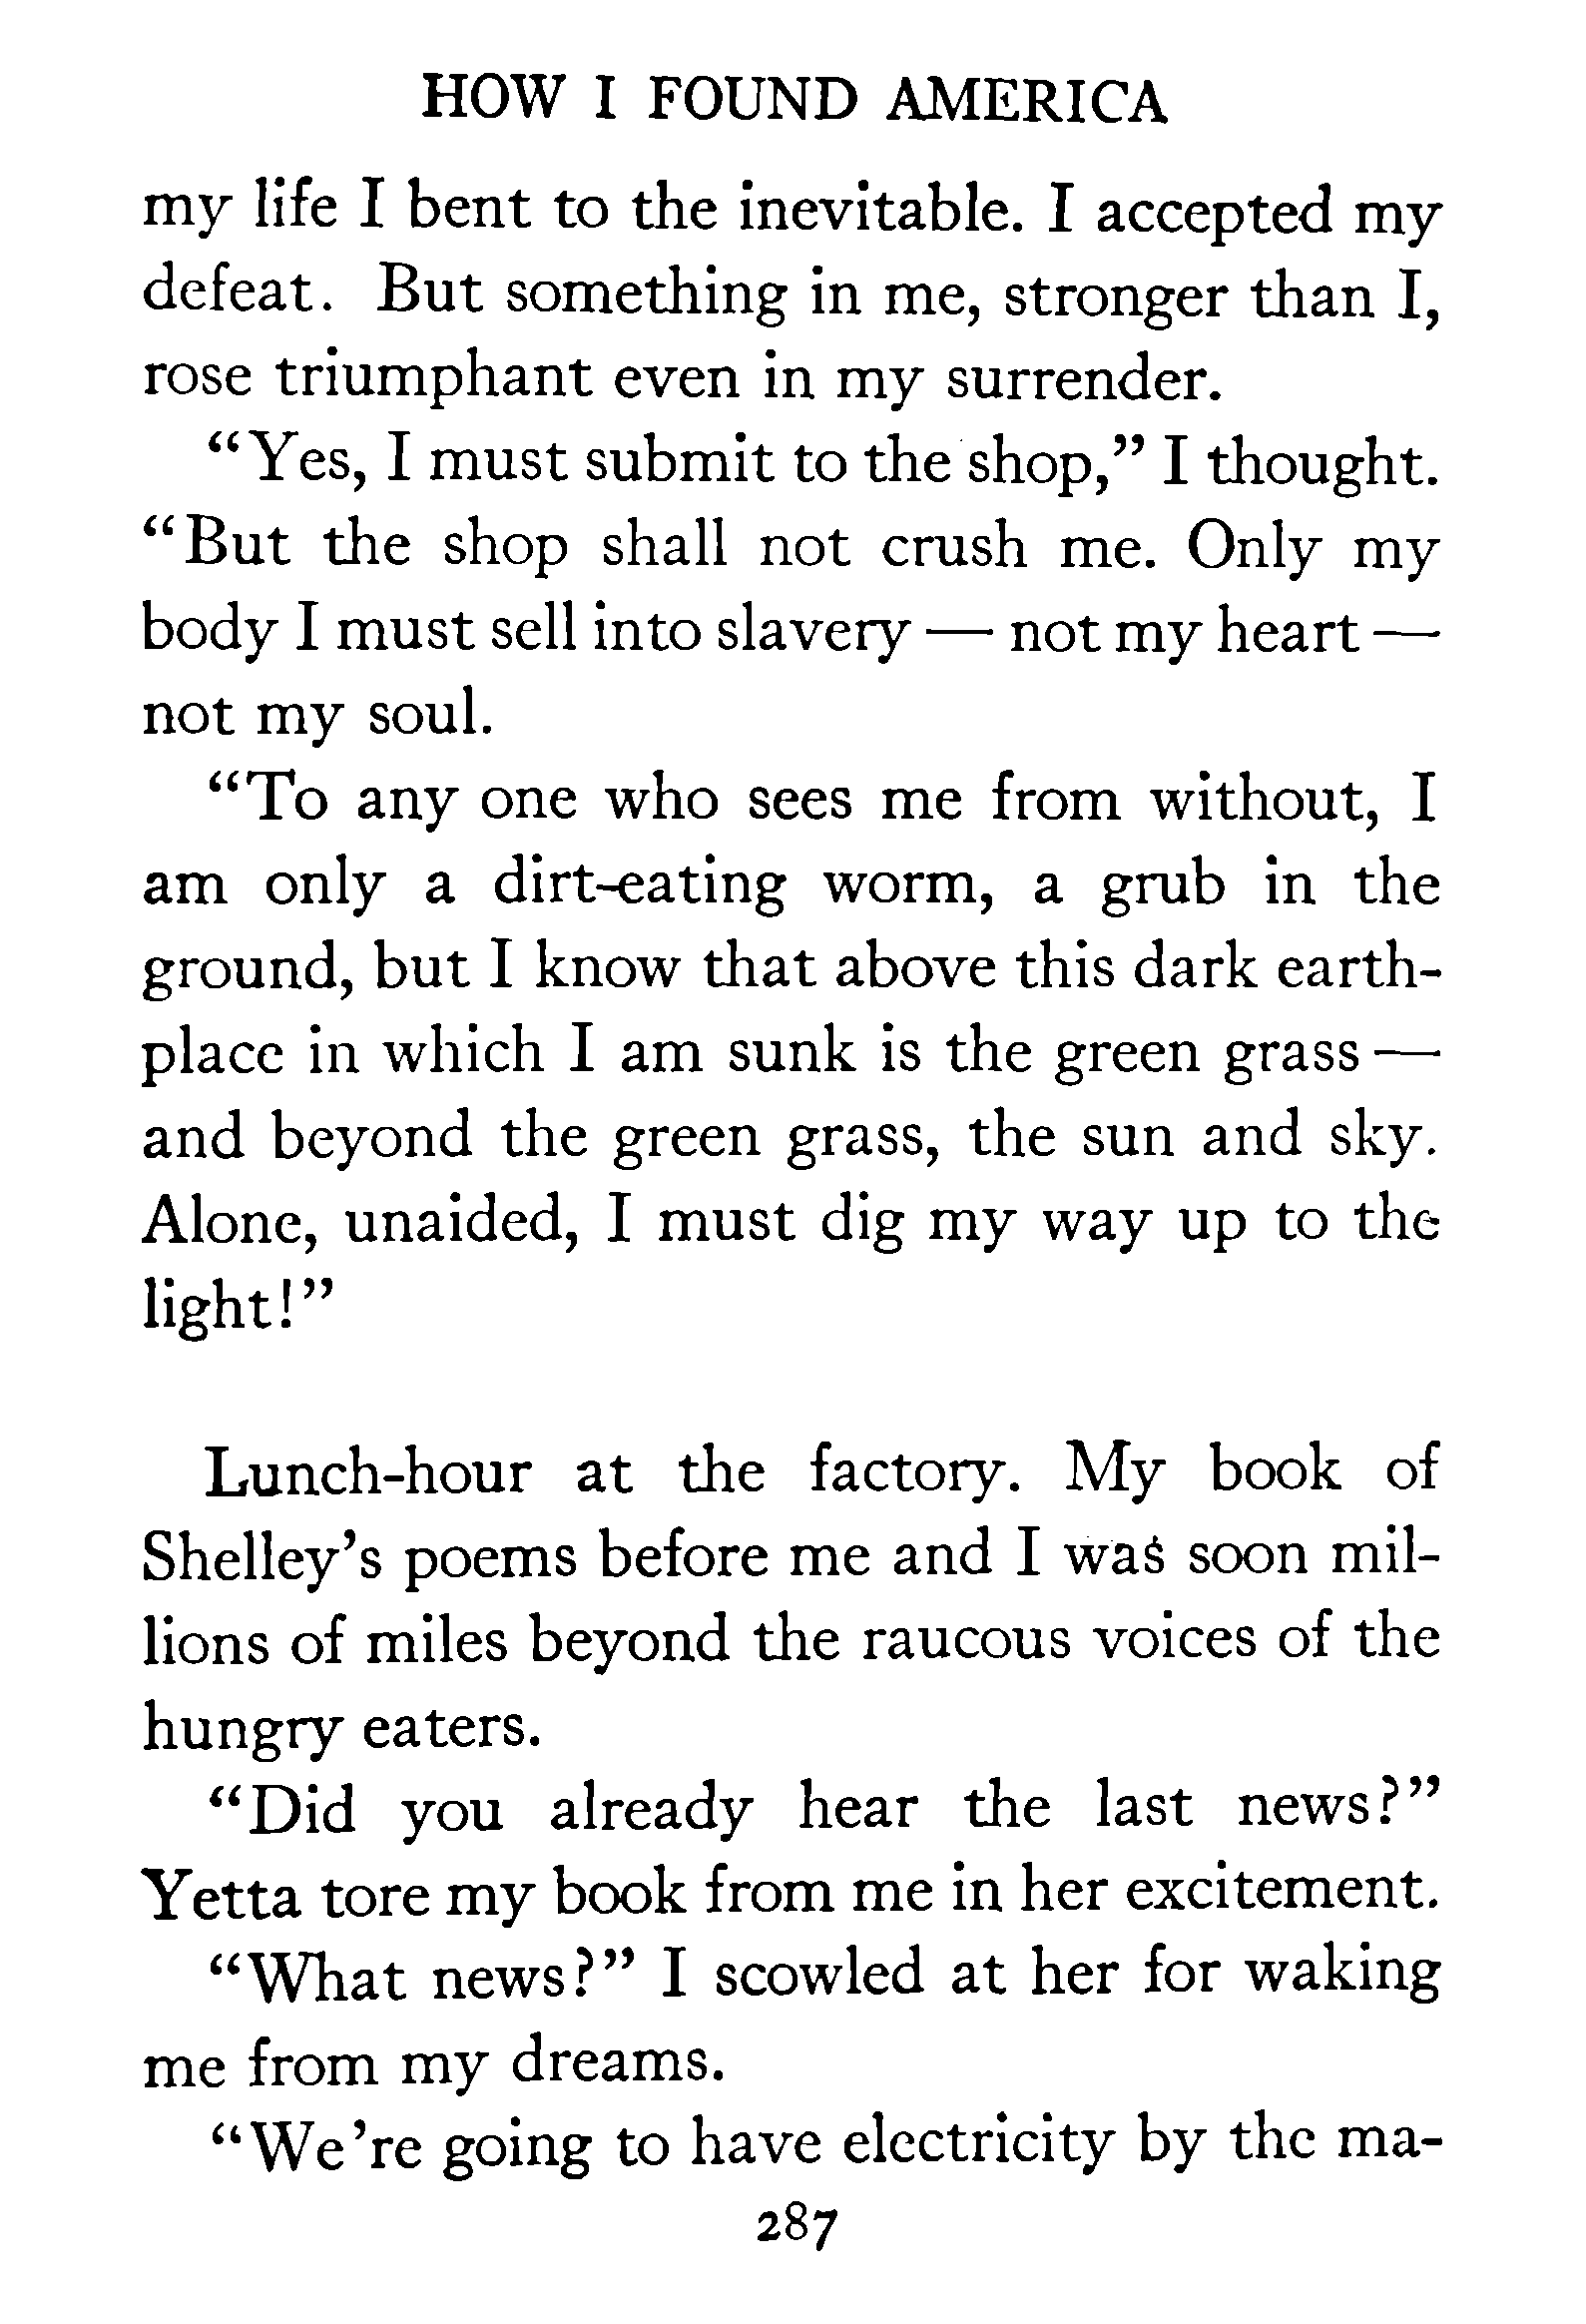 HOW I FOUND AMERICA
my life I bent to the inevitable. I accepted my
defeat. But something in me, stronger than I,
rose triumphant even in my surrender.
“Yes, I must submit to the shop,” I thought.
“But the shop shall not crush me. Only my
body I must sell into slavery — not my heart —
not my soul.
“To any one who sees me from without, I
am only a dirt-eating worm, a grub in the
ground, but I know that above this dark earth-
place in which I am sunk is the green grass —
and beyond the green grass, the sun and sky.
Alone, unaided, I must dig my way up to the
light!”
Lunch-hour at the factory. My book of
Shelley’s poems before me and I was soon mil-
lions of miles beyond the raucous voices of the
hungry eaters.
“Did you already hear the last news?”
Yetta tore my book from me in her excitement.
“What news?” I scowled at her for waking
me from my dreams.
“We’re going to have electricity by the ma-
287